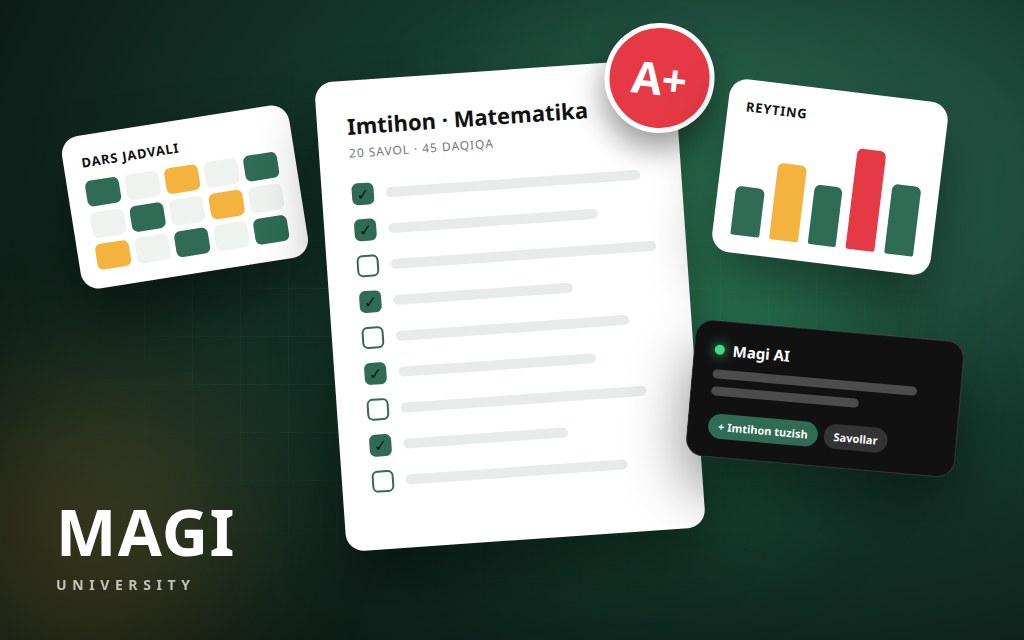 DARS JADVALI
Imtihon · Matematika
20 SAVOL · 45 DAQIQA
A+
REYTING
Magi AI
+ Imtihon tuzish
Savollar
MAGI
UNIVERSITY